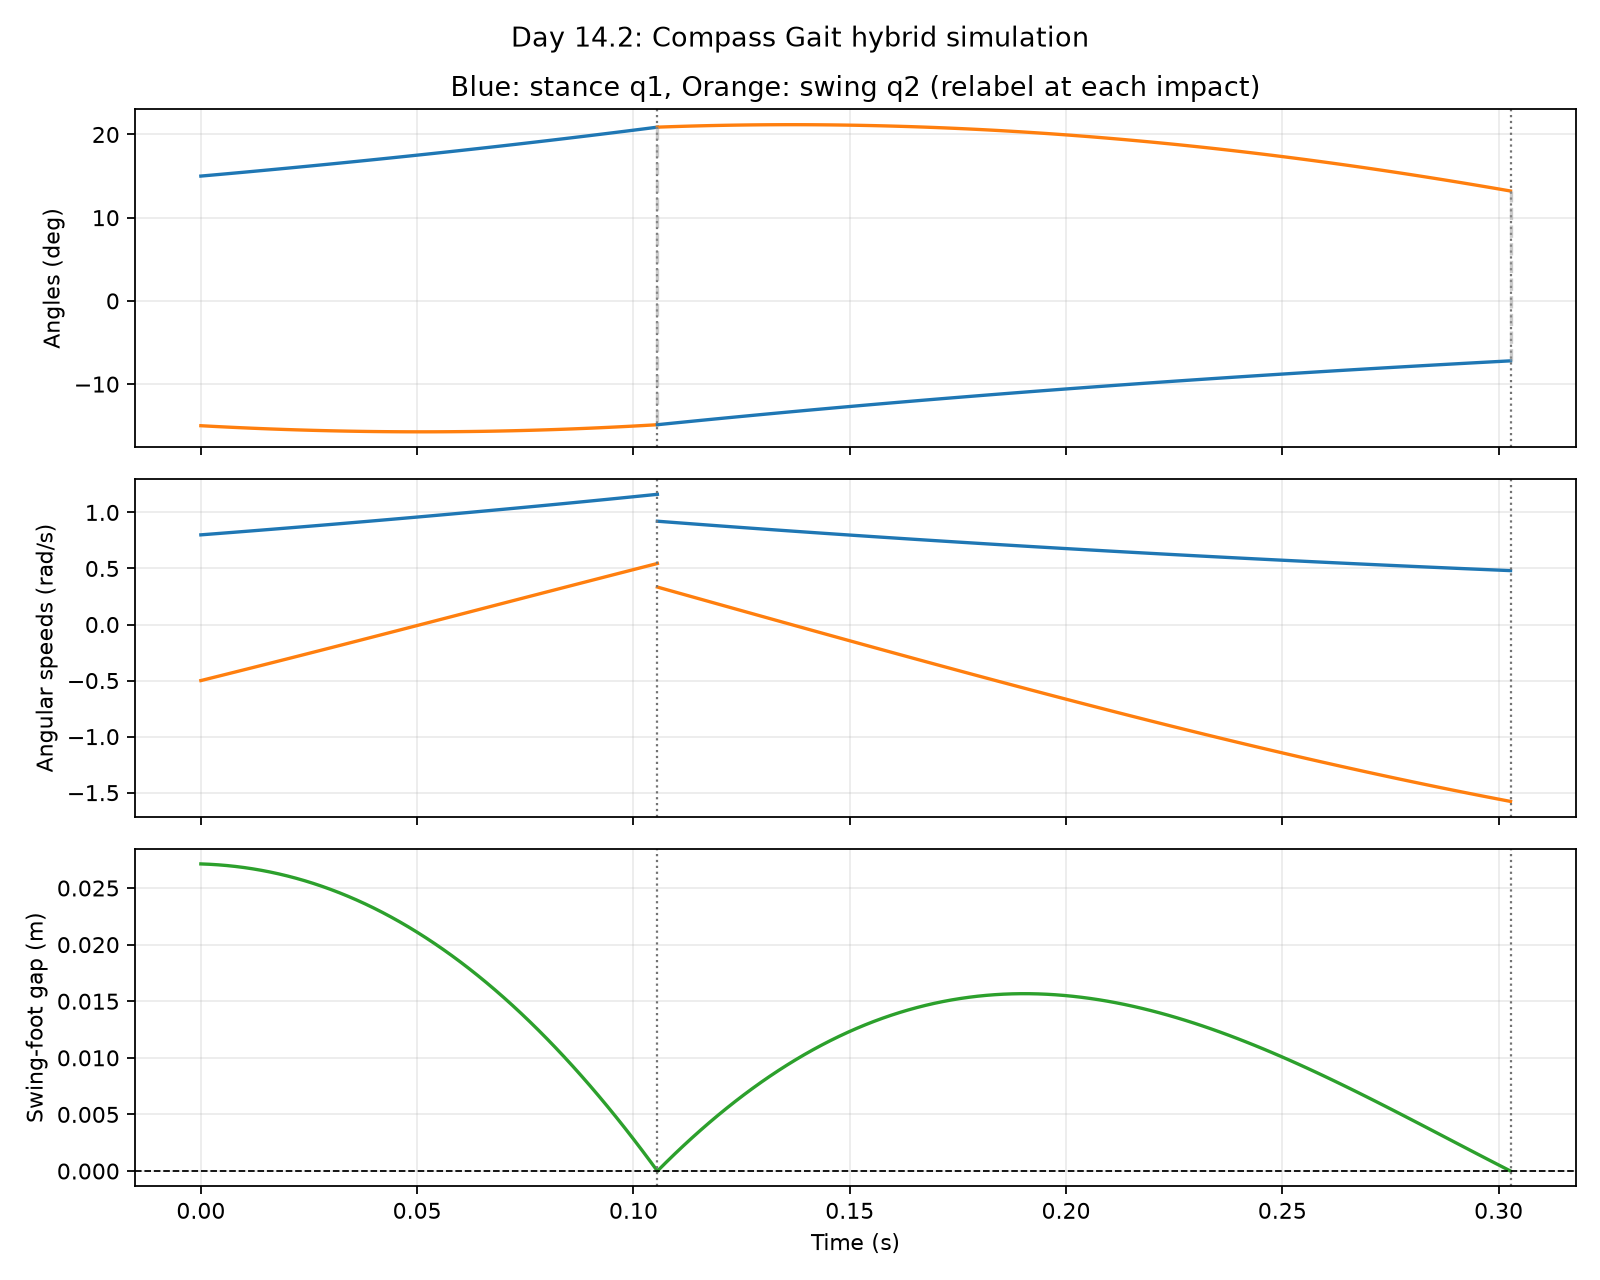 Day 14.2: Compass Gait hybrid simulation
Blue: stance q1, Orange: swing q2 (relabel at each impact)
Angles (deg)
20
10
0
−10
Angular speeds (rad/s)
1.0
0.5
0.0
−0.5
−1.0
−1.5
Swing-foot gap (m)
0.025
0.020
0.015
0.010
0.005
0.000
0.00 0.05 0.10 0.15 0.20 0.25 0.30
Time (s)